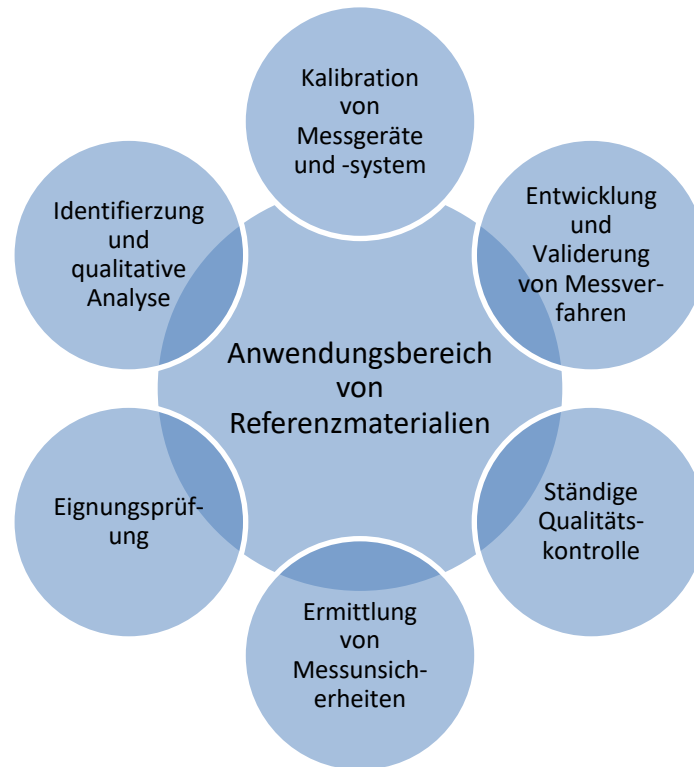 Kalibration
von
Messgeräte
und -system
Entwicklung
und
Validerung
von Messver-
fahren
Ständige
Qualitäts-
kontrolle
Ermittlung
von
Messunsich-
erheiten
Eignungsprüf-
ung
Identifierzung
und
qualitative
Analyse
Anwendungsbereich
von
Referenzmaterialien